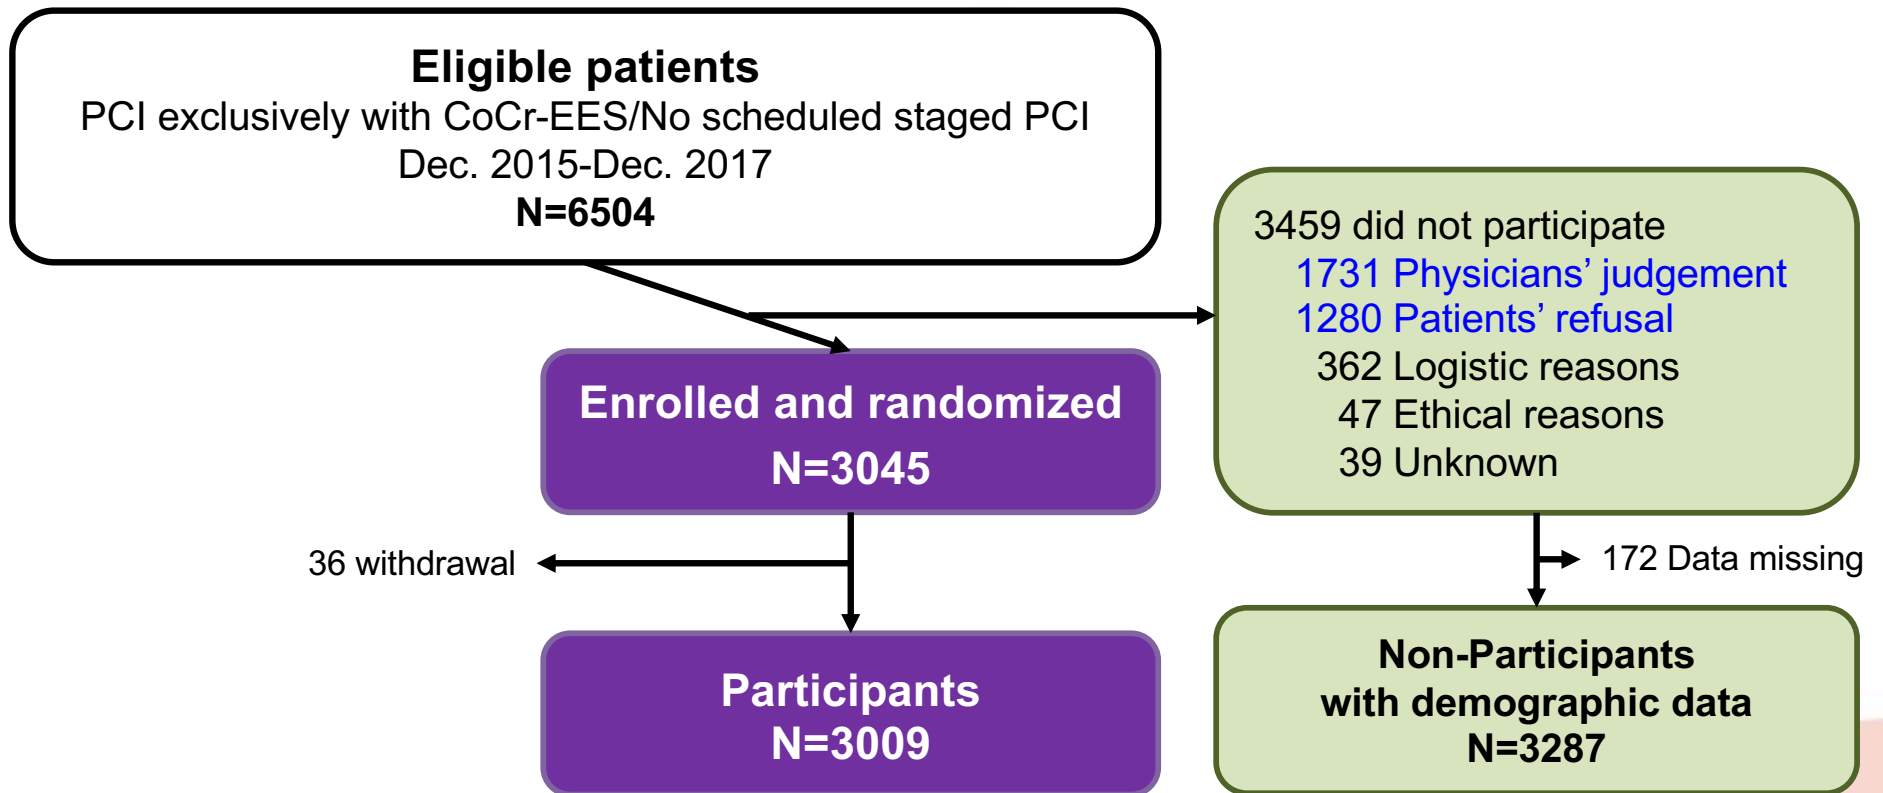 Eligible patients
PCI exclusively with CoCr-EES/No scheduled staged PCI
Dec. 2015-Dec. 2017
N=6504
3459 did not participate
1731 Physicians’ judgement
1280 Patients’ refusal
362 Logistic reasons
47 Ethical reasons
39 Unknown
Enrolled and randomized
N=3045
36 withdrawal
172 Data missing
Participants
N=3009
Non-Participants
with demographic data
N=3287